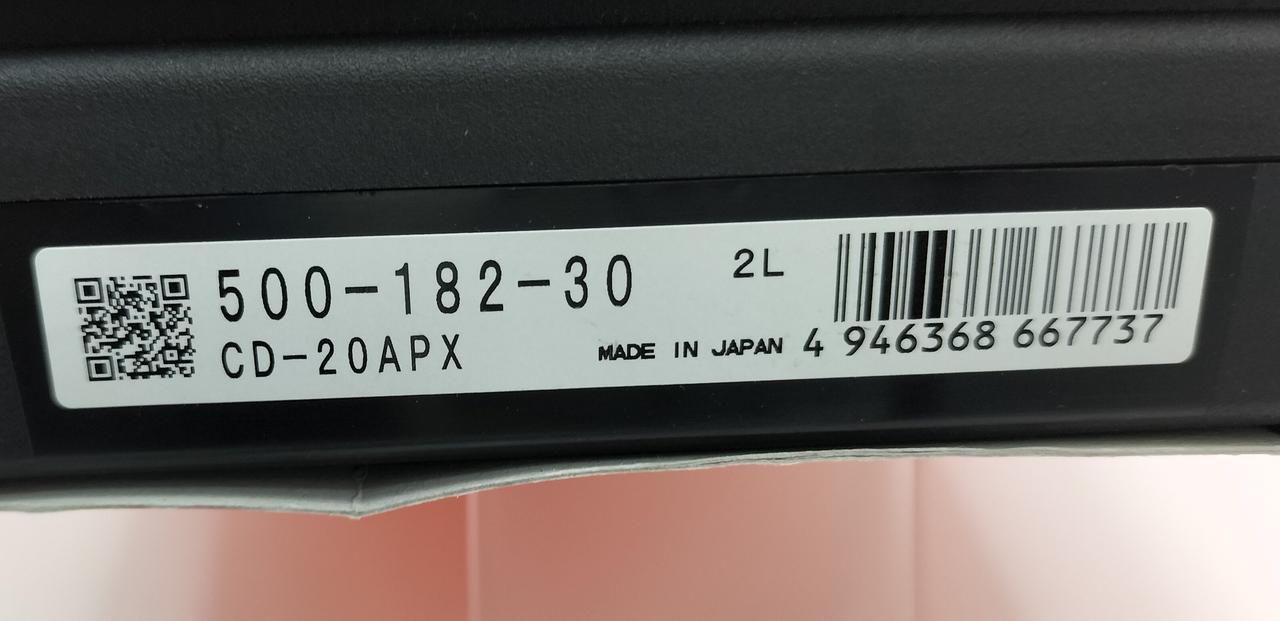 500-182-30
2L
CD-20APX
MADE IN JAPAN
4 946368 667737